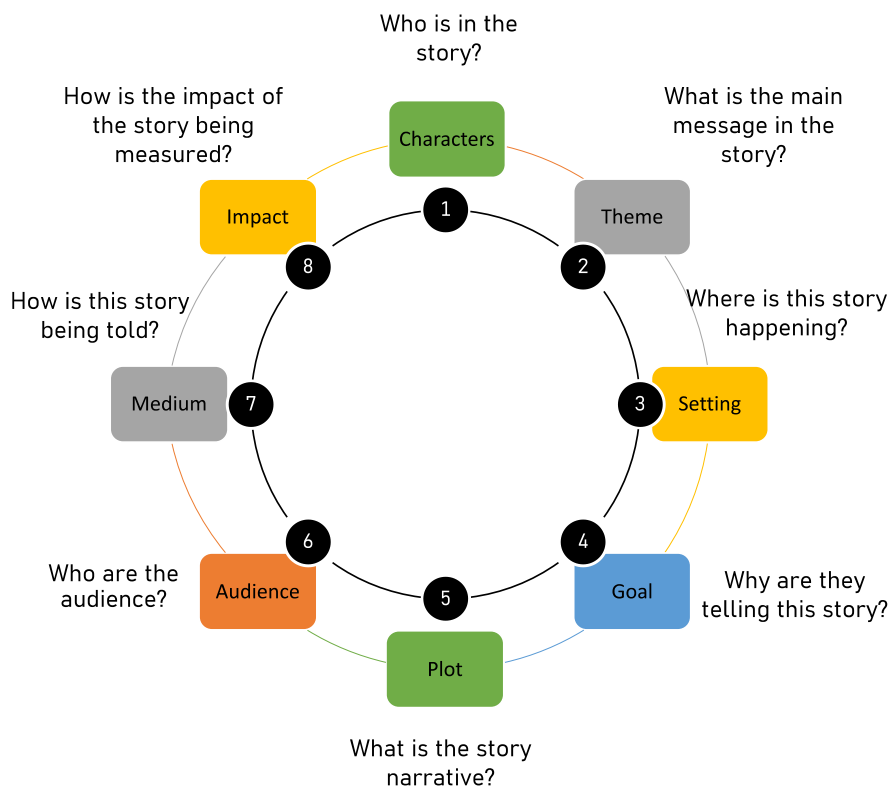 Who is in the
story?
Characters
1
What is the main
message in the
story?
Theme
2
Where is this story
happening?
Setting
3
Why are they
telling this story?
Goal
4
What is the story
narrative?
Plot
5
Who are the
audience?
Audience
6
How is this story
being told?
Medium
7
How is the impact of
the story being
measured?
Impact
8